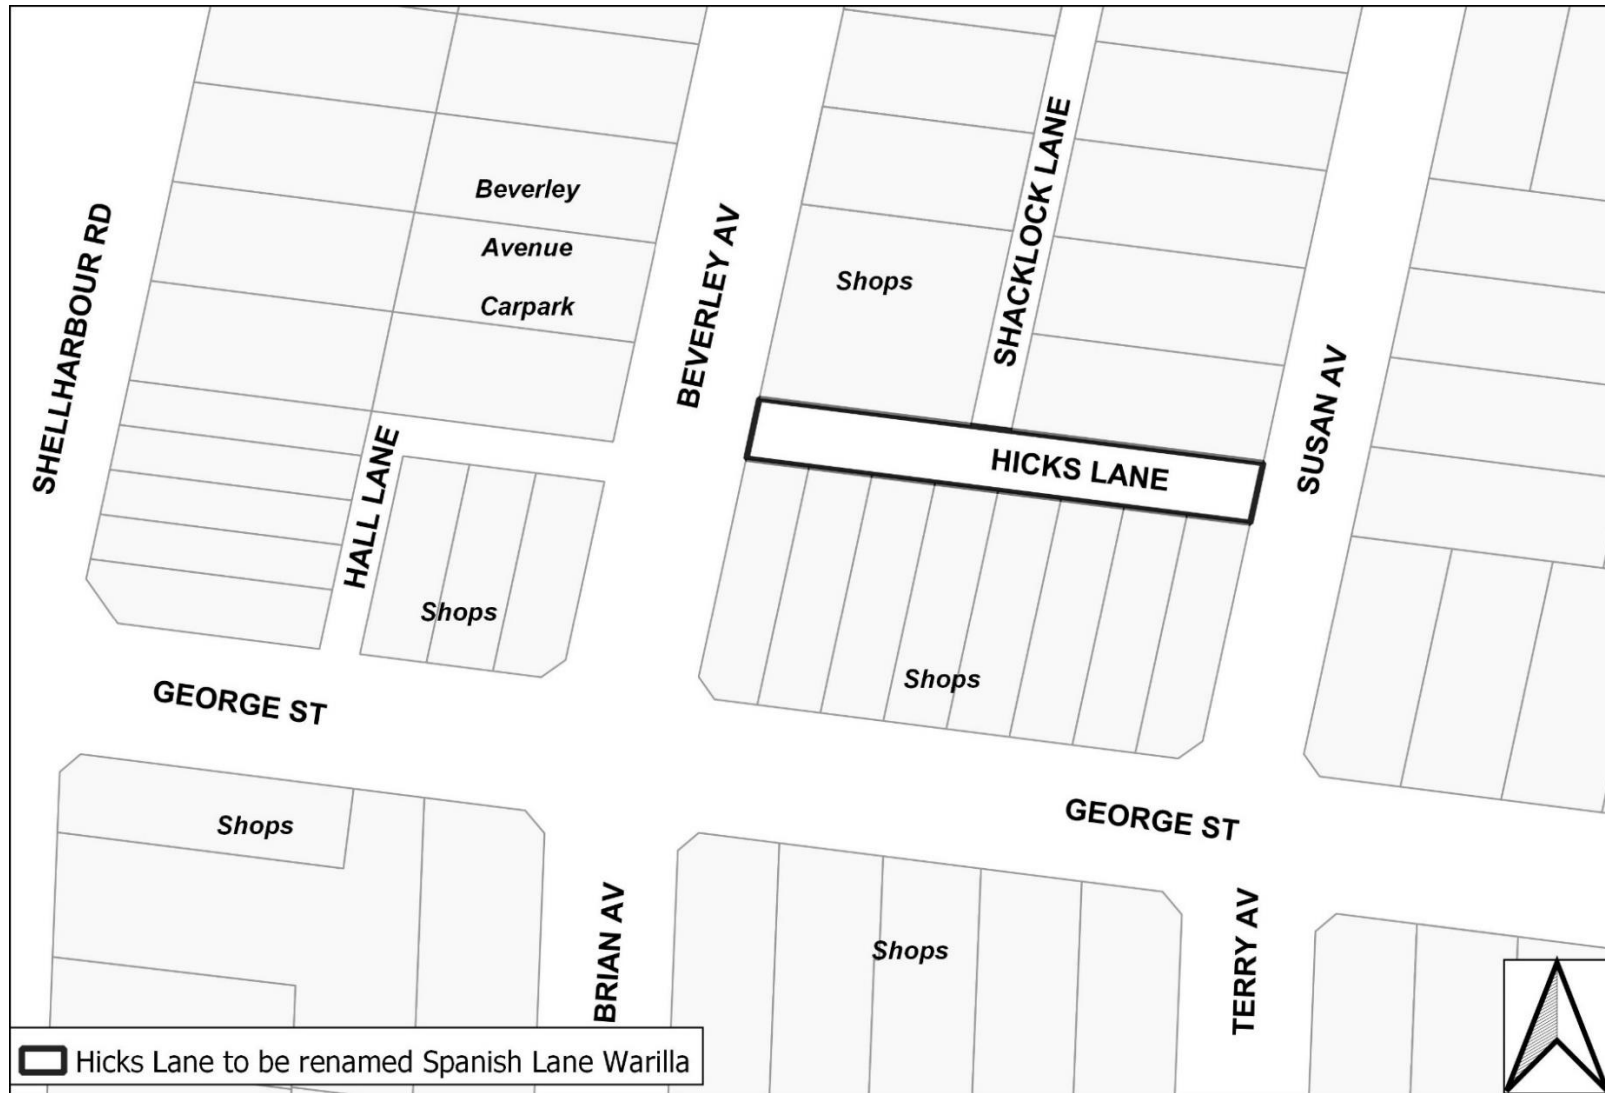 Beverley
Avenue
Carpark
SHELLHARBOUR RD
BEVERLEY AV
Shops
SHACKLOCK LANE
SUSAN AV
HALL LANE
HICKS LANE
Shops
Shops
GEORGE ST
GEORGE ST
Shops
BRIAN AV
Shops
TERRY AV
Hicks Lane to be renamed Spanish Lane Warilla